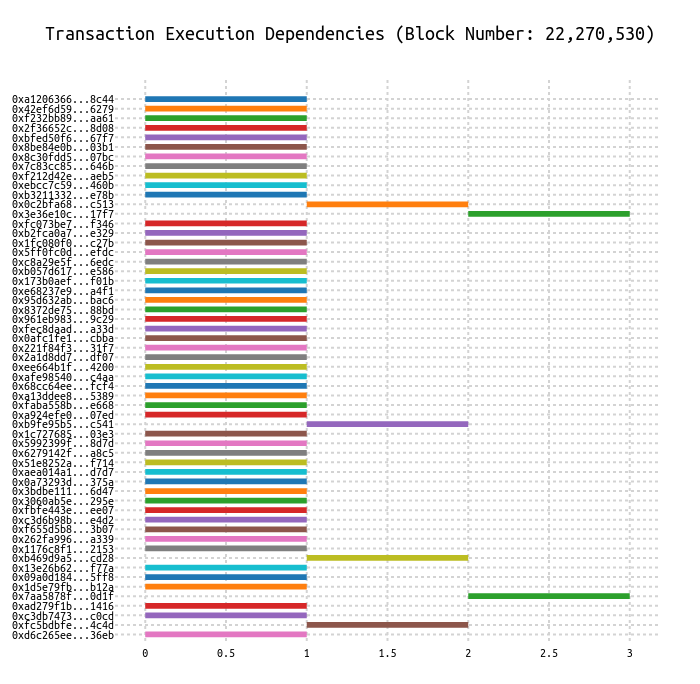 Transaction Execution Dependencies (Block Number: 22,270,530)
0xa1206366...8c44
0x42ef6d59...6279
0xf232bb89...aa61
0x2f36652c...8d08
0xbfed50f6...67f7
0x8be84e0b...03b1
0x8c30fdd5...07bc
0x7c83cc85...646b
0xf212d42e...aeb5
0xebcc7c59...460b
0xb3211332...e78b
0x0c2bfa68...c513
0x3e36e10c...17f7
0xfc073be7...f346
0xb2fca0a7...e329
0x1fc080f0...c27b
0x5ff0fc0d...efdc
0xc8a29e5f...6edc
0xb057d617...e586
0x173b0aef...f01b
0xe68237e9...a4f1
0x95d632ab...bac6
0x8372de75...88bd
0x961eb983...9c29
0xfec8daad...a33d
0x0afc1fe1...cbba
0x221f84f3...31f7
0x2a1d8dd7...df07
0xee664b1f...4200
0xafe98540...c4aa
0x68cc64ee...fcf4
0xa13ddee8...5389
0xfaba558b...e668
0xa924efe0...07ed
0xb9fe95b5...c541
0x1c727685...03e3
0x5992399f...8d7d
0x6279142f...a8c5
0x51e8252a...f714
0xaea014a1...d7d7
0x0a73293d...375a
0x3bdbe111...6d47
0x3060ab5e...295e
0xfbfe443e...ee07
0xc3d6b98b...e4d2
0xf655d5b8...3b07
0x262fa996...a339
0x1176c8f1...2153
0xb469d9a5...cd28
0x13e26b62...f77a
0x09a0d184...5ff8
0x1d5e79fb...b12a
0x7aa5878f...0d1f
0xad279f1b...1416
0xc3db7473...c0cd
0xfc5bdbfe...4c4d
0xd6c265ee...36eb
0 0.5 1 1.5 2 2.5 3